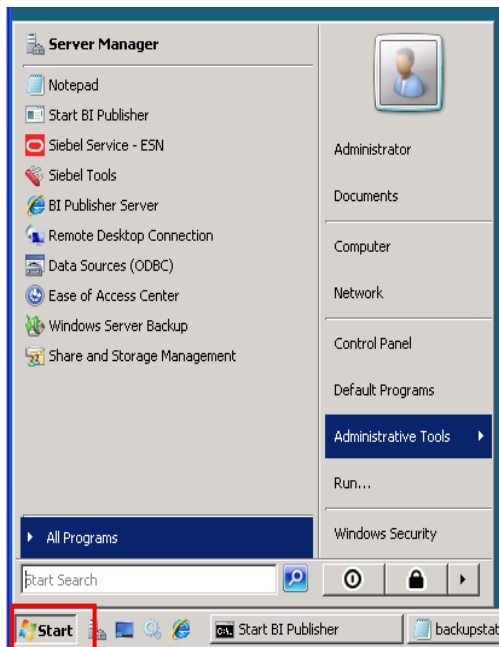 Server Manager
Notepad
Start BI Publisher
Siebel Service - ESN
Siebel Tools
BI Publisher Server
Remote Desktop Connection
Data Sources (ODBC)
Ease of Access Center
Windows Server Backup
Share and Storage Management
All Programs
Start Search
Administrator
Documents
Computer
Network
Control Panel
Default Programs
Administrative Tools
Run...
Windows Security
Start
Start BI Publisher
backupstat